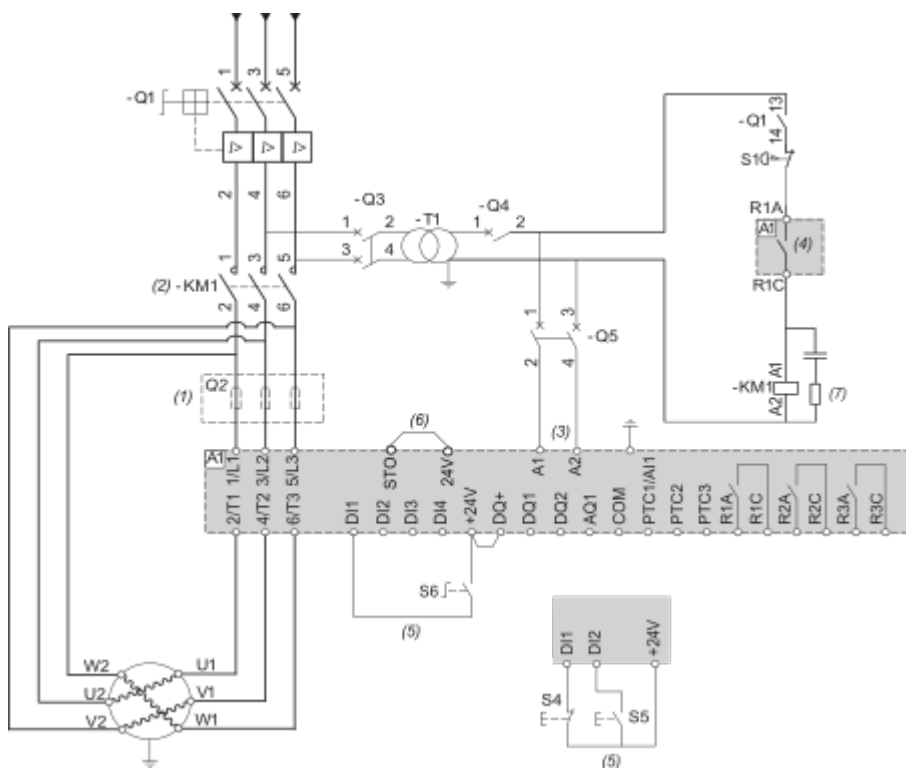 1 3 5
-Q1
I> I> I>
2 4 6
-Q3
1 2
3 4
-T1
-Q4
1 2
13
-Q1
14
S1
R1A
A1 (4)
R1C
1 3 5
(2) -KM1
2 4 6
1 3
-Q5
2 4
A1
-KM1
A2
(7)
(1)
Q2
(6)
(3)
A1
1/L1 3/L2 5/L3
STO 24V A1 A2
2/T1 4/T2 6/T3 DI1 DI2 DI3 DI4 +24V DQ+ DQ1 DQ2 AQ1 COM PTC1/AI1 PTC2 PTC3 R1A R1C R2A R2C R3A R3C
S6
(5)
DI1 DI2 +24V
S4 S5
(5)
W2 U1
U2 V1
V2 W1